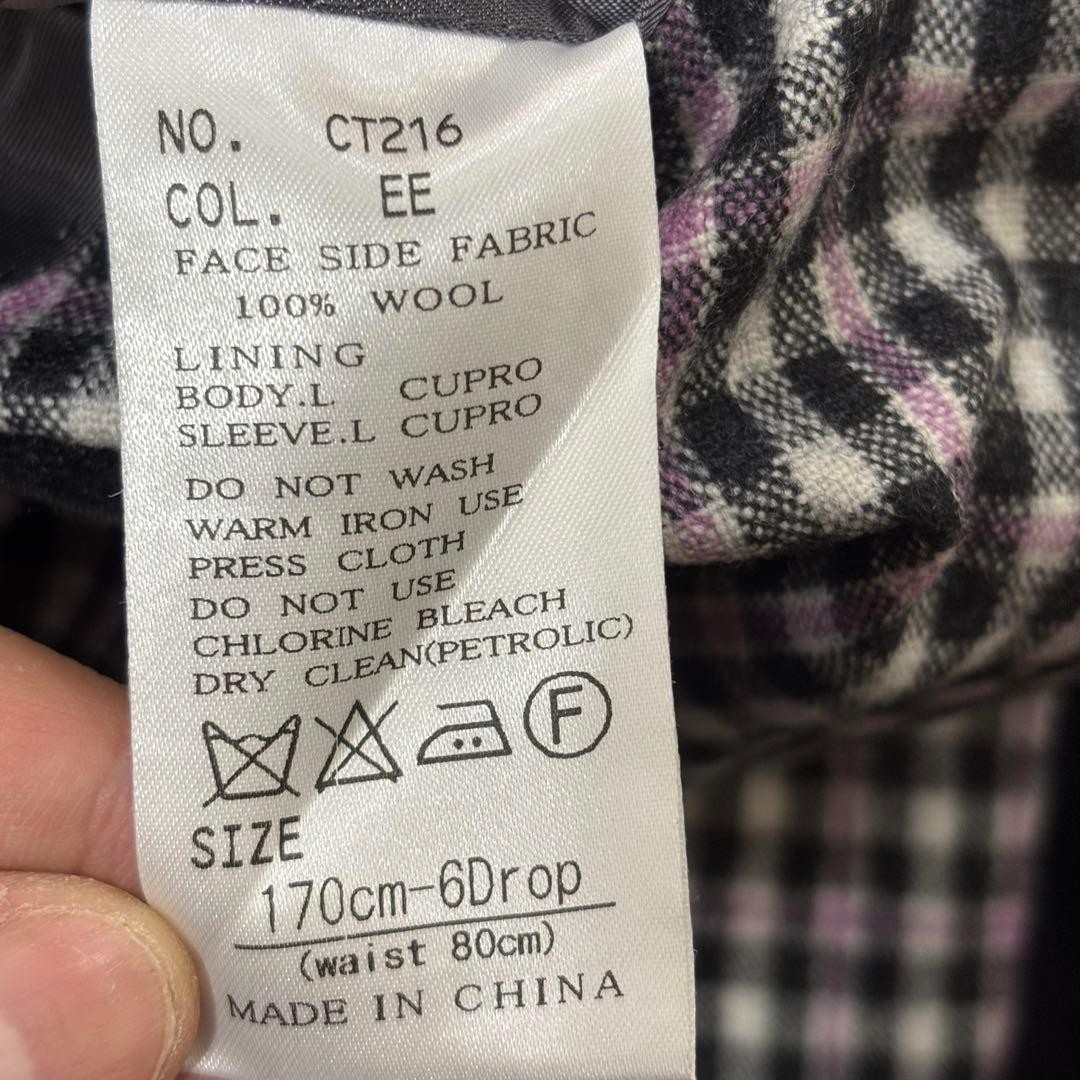 NO. CT216
COL. EE
FACE SIDE FABRIC
100% WOOL
LINING
BODY.L CUPRO
SLEEVE.L CUPRO
DO NOT WASH
WARM IRON USE
PRESS CLOTH
DO NOT USE
CHLORINE BLEACH
DRY CLEAN(PETROLIC)
F
SIZE
170cm-6Drop
(waist 80cm)
MADE IN CHINA